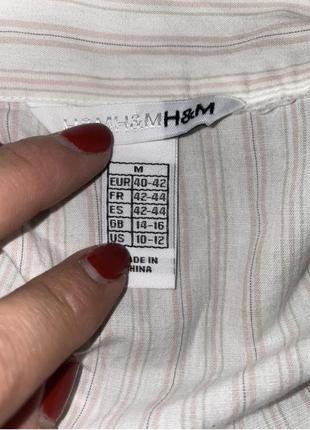 H&MH&MH&M
M
EUR 40-42
FR 42-44
ES 42-44
GB 14-16
US 10-12
MADE IN
CHINA